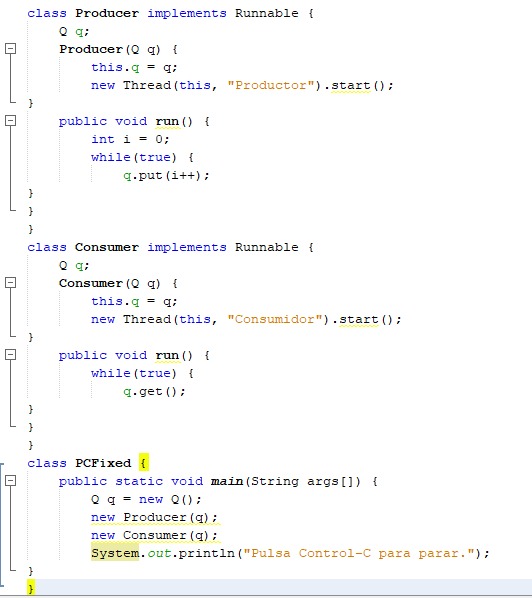 class Producer implements Runnable {
    Q q;
    Producer(Q q) {
        this.q = q;
        new Thread(this, "Productor").start();
}
    public void run() {
        int i = 0;
        while(true) {
            q.put(i++);
}
}
}
class Consumer implements Runnable {
    Q q;
    Consumer(Q q) {
        this.q = q;
        new Thread(this, "Consumidor").start();
}
    public void run() {
        while(true) {
            q.get();
}
}
}
class PCFixed {
    public static void main(String args[]) {
        Q q = new Q();
        new Producer(q);
        new Consumer(q);
        System.out.println("Pulsa Control-C para parar.");
}
}